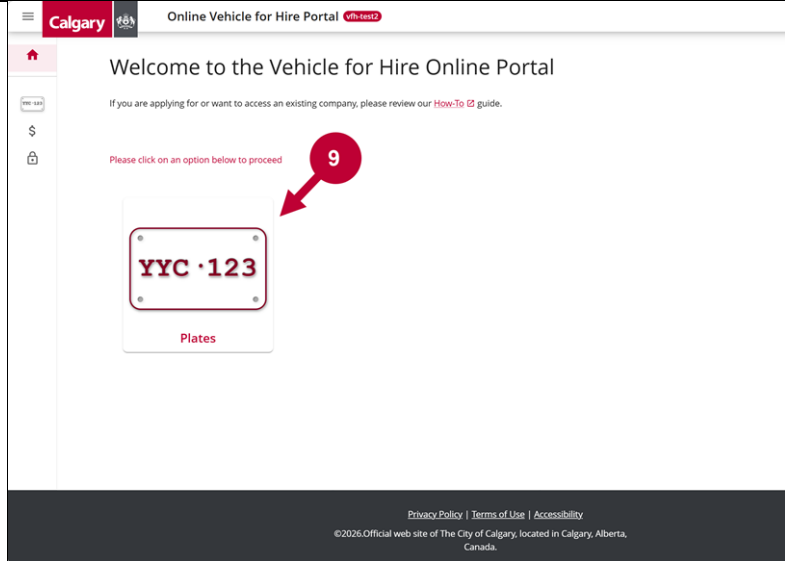 Calgary
Online Vehicle for Hire Portal vfh-test2
Welcome to the Vehicle for Hire Online Portal
YYC·123
If you are applying for or want to access an existing company, please review our How-To guide.
$
Please click on an option below to proceed
9
YYC·123
Plates
Privacy Policy | Terms of Use | Accessibility
©2026.Official web site of The City of Calgary, located in Calgary, Alberta,
Canada.